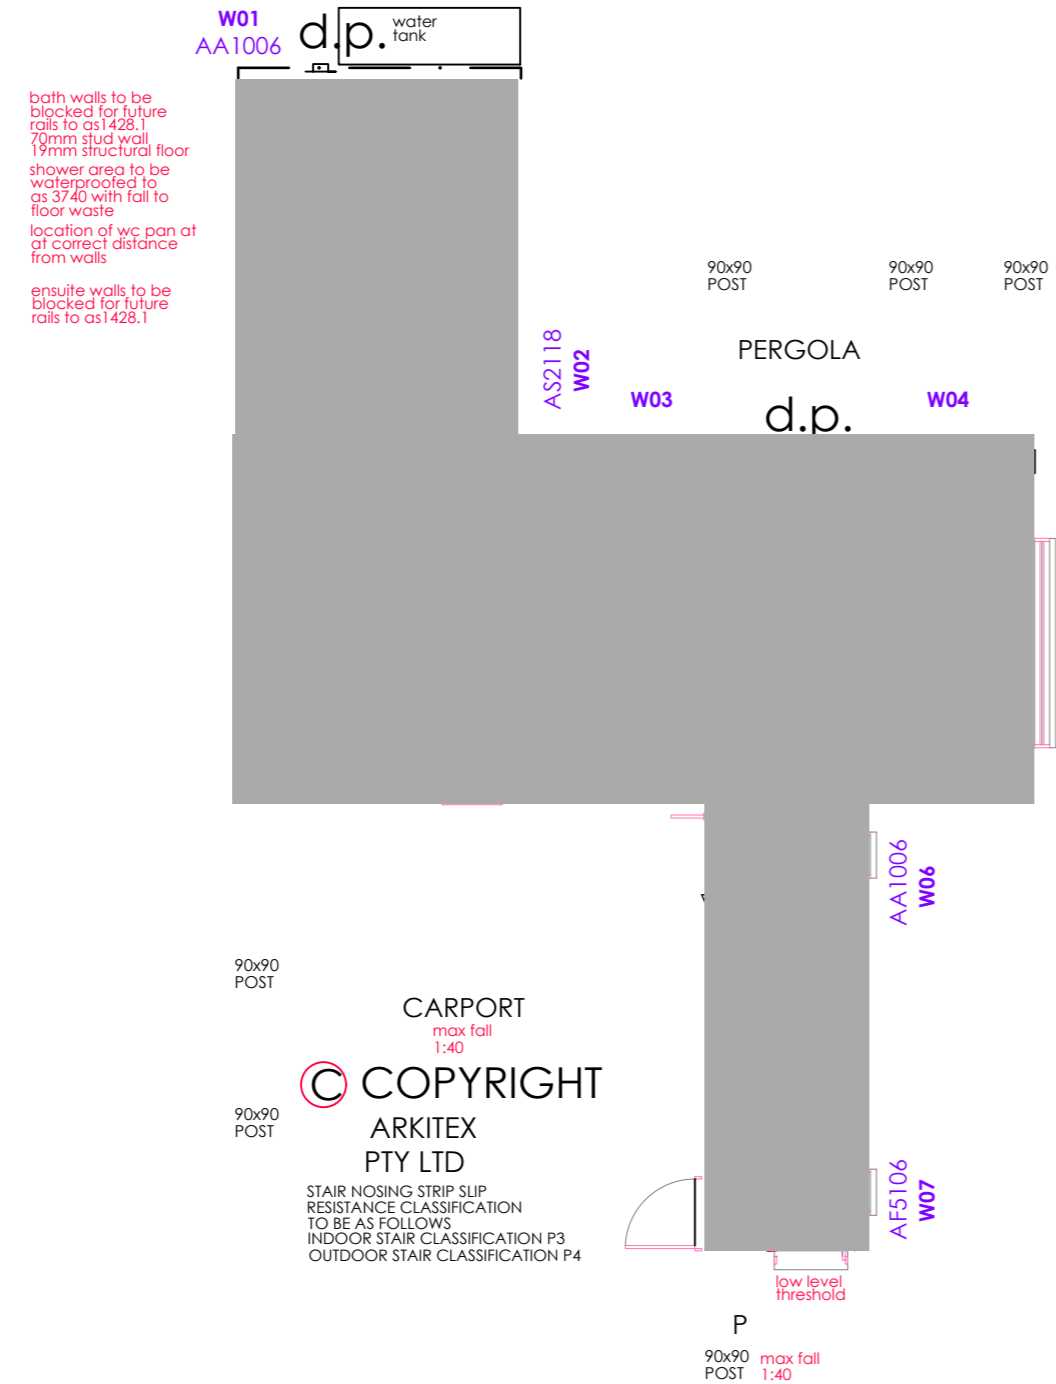 W01
AA1006
d.p.
water
tank
bath walls to be
blocked for future
rails to as1428.1
70mm stud wall
19mm structural floor
shower area to be
waterproofed to
as 3740 with fall to
floor waste
location of wc pan at
at correct distance
from walls
ensuite walls to be
blocked for future
rails to as1428.1
90x90
POST
90x90
POST
90x90
POST
PERGOLA
AS2118
W02
W03
d.p.
W04
AA1006
W06
90x90
POST
CARPORT
max fall
1:40
© COPYRIGHT
90x90
POST
ARKITEX
PTY LTD
STAIR NOSING STRIP SLIP
RESISTANCE CLASSIFICATION
TO BE AS FOLLOWS
INDOOR STAIR CLASSIFICATION P3
OUTDOOR STAIR CLASSIFICATION P4
AF5106
W07
low level
threshold
P
90x90
POST
max fall
1:40